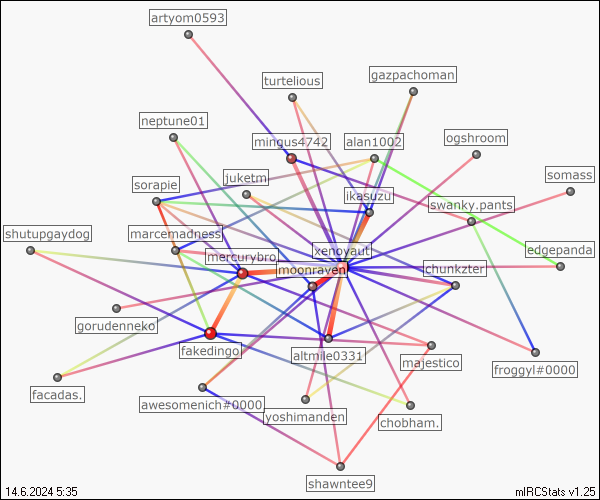 artyom0593
gazpachoman
turtelious
neptune01
mingus4742
alan1002
ogshroom
juketm
somass
sorapie
ikasuzu
swanky.pants
shutupgaydog
marcemadness
xenoyaut
edgepanda
mercurybro
moonraven
chunkzter
gorudenneko
fakedingo
altmile0331
majestico
froggyl#0000
facadas.
awesomenich#0000
yoshimanden
chobham.
shawntee9
14.6.2024 5:35
mIRCStats v1.25